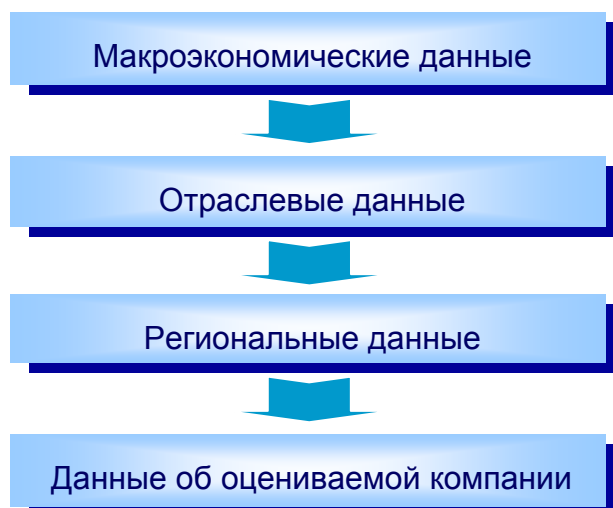 Макроэкономические данные
Отраслевые данные
Региональные данные
Данные об оцениваемой компании